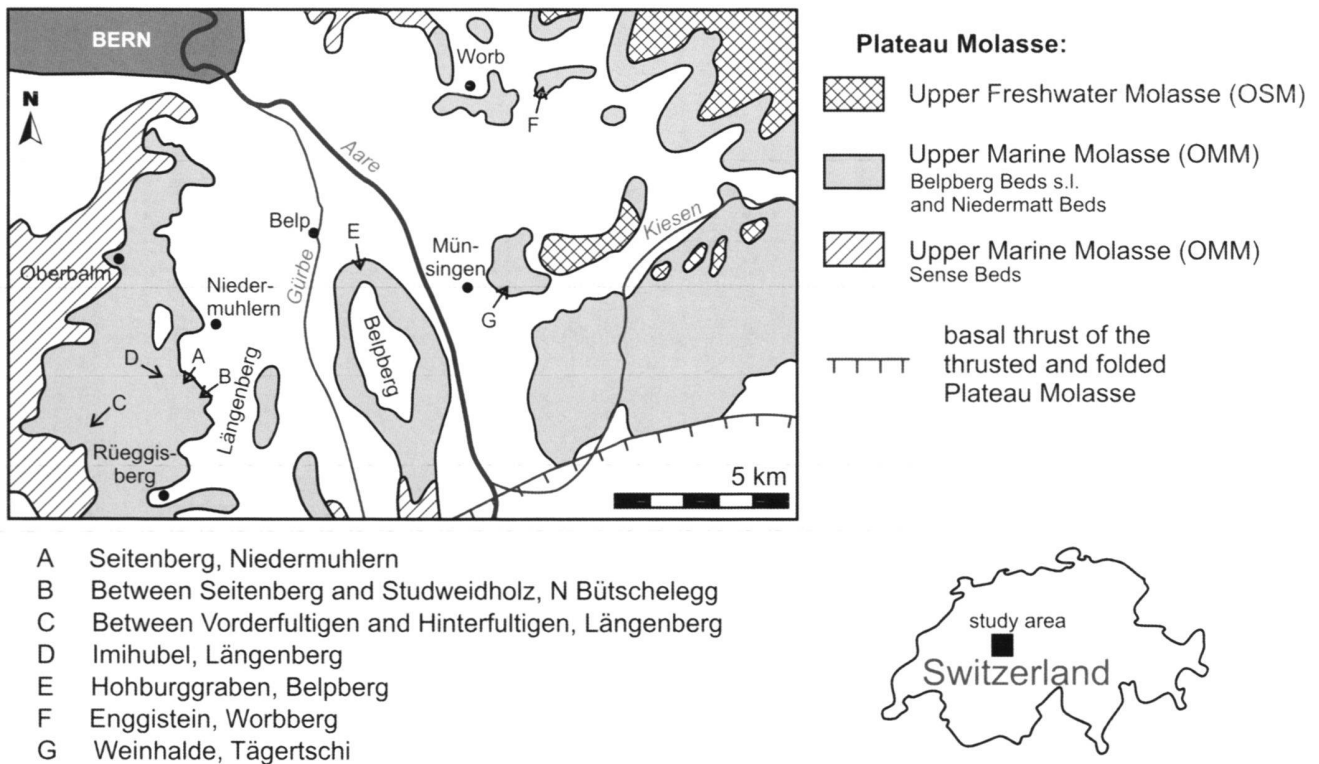 BERN
N
Worb
F
Aare
Belp
E
Mün-
singen
Kiesen
Oberbalm
Gürbe
Nieder-
muhlern
G
D
A
B
Belpberg
Längenberg
C
Rüeggis-
berg
5 km
Plateau Molasse:
Upper Freshwater Molasse (OSM)
Upper Marine Molasse (OMM)
Belpberg Beds s.l.
and Niedermatt Beds
Upper Marine Molasse (OMM)
Sense Beds
basal thrust of the
thrusted and folded
Plateau Molasse
A Seitenberg, Niedermuhlern
B Between Seitenberg and Studweidholz, N Bütschelegg
C Between Vorderfultigen and Hinterfultigen, Längenberg
D Imihubel, Längenberg
E Hohburggraben, Belpberg
F Enggistein, Worbberg
G Weinhalde, Tägertschi
study area
Switzerland